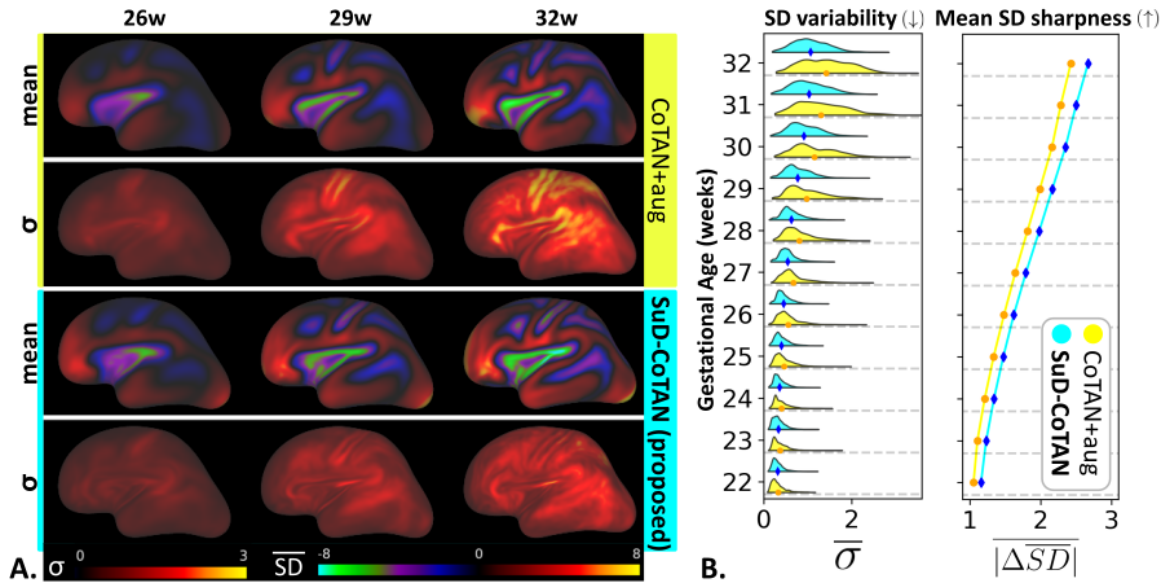 26w 29w 32w
mean
σ
CoTAN+aug
mean
σ
SuD-CoTAN (proposed)
σ 0 3
SD -8 0 8
A.
SD variability (↓)
Gestational Age (weeks)
32
31
30
29
28
27
26
25
24
23
22
0 2
σ
B.
Mean SD sharpness (↑)
SuD-CoTAN
CoTAN+aug
1 2 3
|ΔSD|